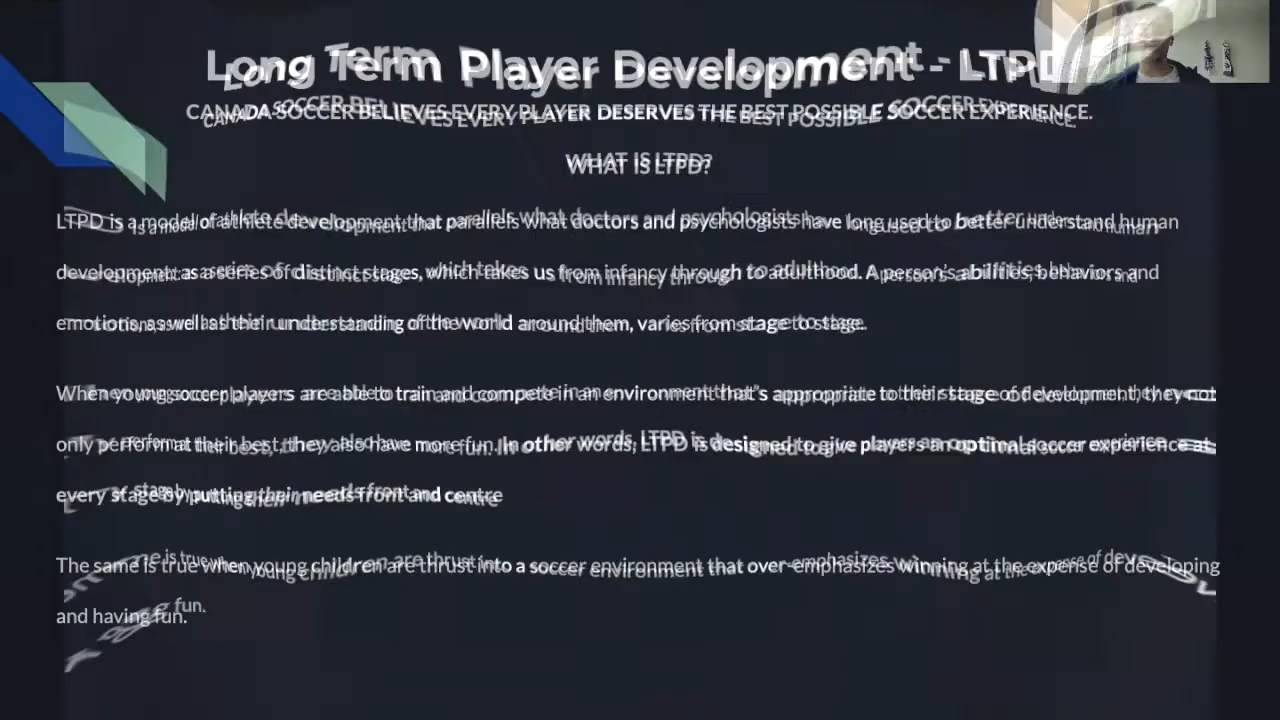 Long Term Player Development - LTPD
CANADA SOCCER BELIEVES EVERY PLAYER DESERVES THE BEST POSSIBLE SOCCER EXPERIENCE.
WHAT IS LTPD?
LTPD is a model of athlete development that parallels what doctors and psychologists have long used to better understand human
development: as a series of distinct stages, which takes us from infancy through to adulthood. A person's abilities, behaviors and
emotions, as well as their understanding of the world around them, varies from stage to stage.
When young soccer players are able to train and compete in an environment that's appropriate to their stage of development, they not
only perform at their best, they also have more fun. In other words, LTPD is designed to give players an optimal soccer experience at
every stage by putting their needs front and centre
The same is true when young children are thrust into a soccer environment that over-emphasizes winning at the expense of developing
and having fun.